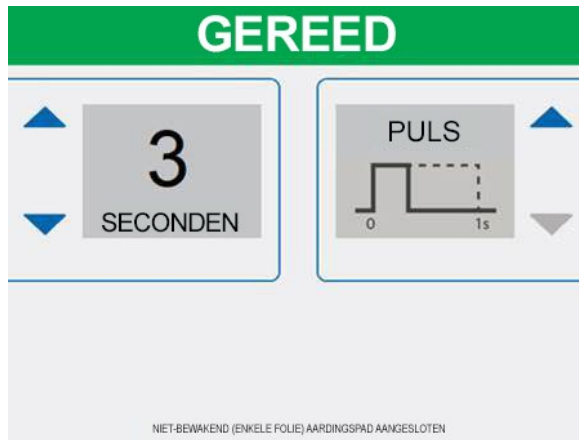 GEREED
3
SECONDEN
PULS
0 1s
NIET-BEWAKEND (ENKELE FOLIE) AARDINGSPAD AANGESLOTEN